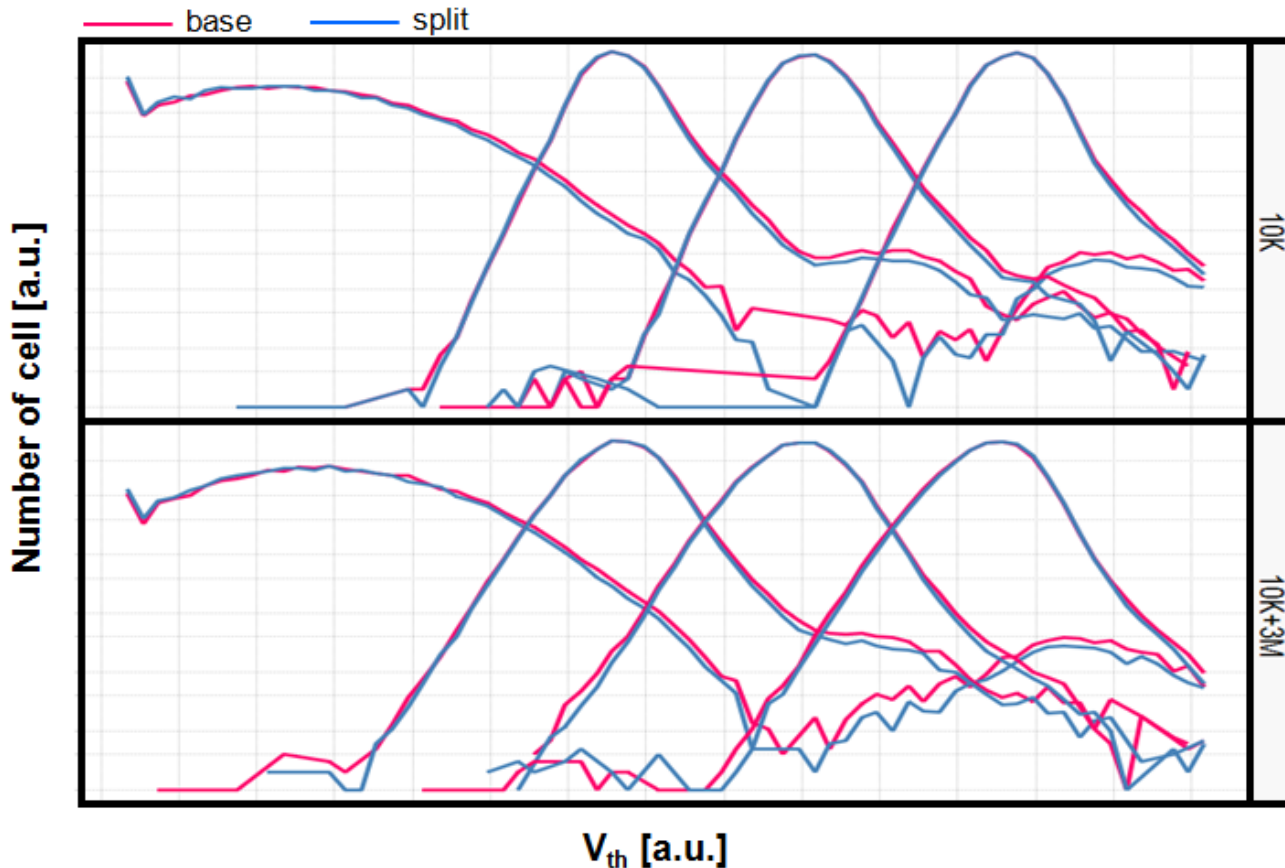 base split
Number of cell [a.u.]
10K
10K+3M
Vth [a.u.]